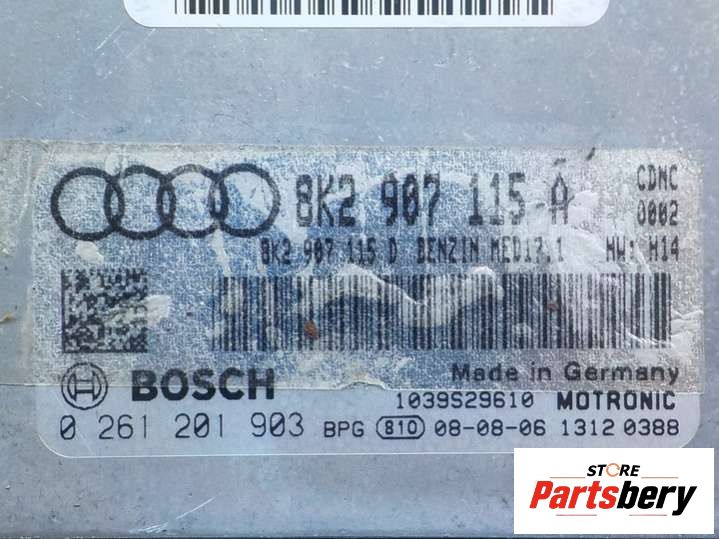 8K2 907 115 A CDNC
0002
8K2 907 115 D BENZIN MED17.1 HW: H14
Made in Germany
BOSCH
1039S29610 MOTRONIC
0 261 201 903 BPG 810 08-08-06 1312 0388
STORE
Partsbery